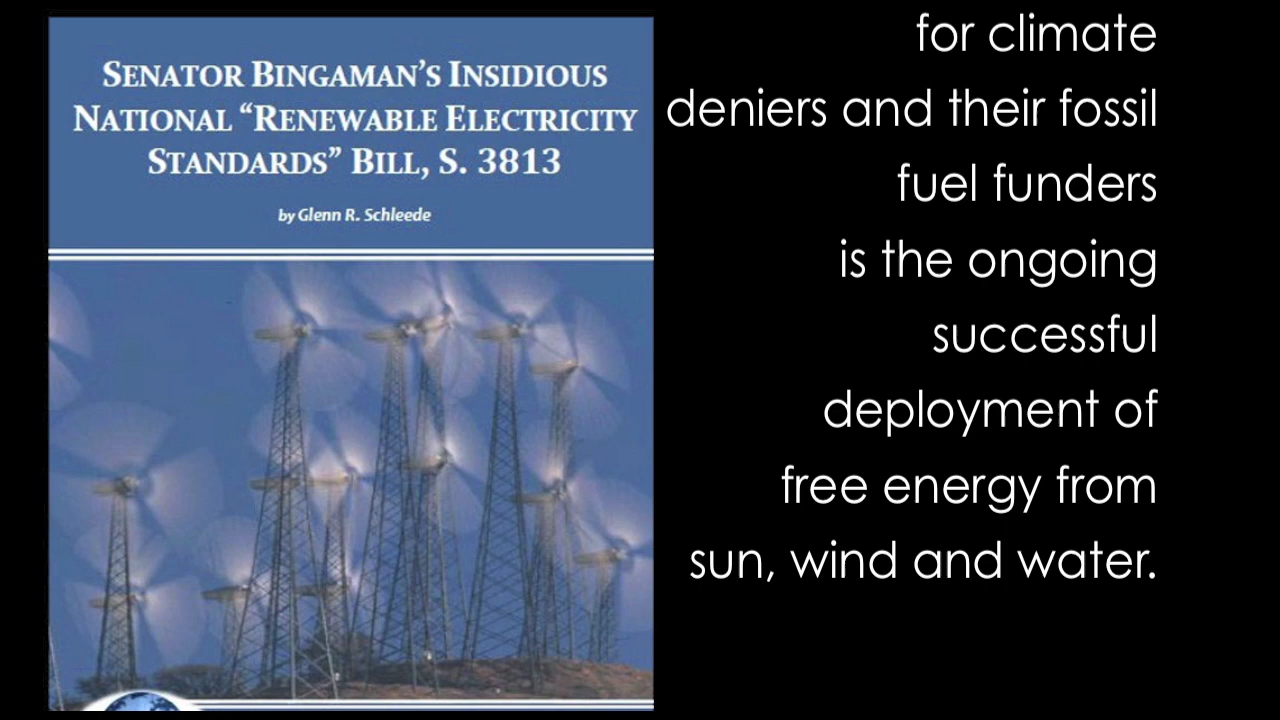 SENATOR BINGAMAN'S INSIDIOUS
NATIONAL “RENEWABLE ELECTRICITY
STANDARDS” BILL, S. 3813
by Glenn R. Schleede
for climate
deniers and their fossil
fuel funders
is the ongoing
successful
deployment of
free energy from
sun, wind and water.